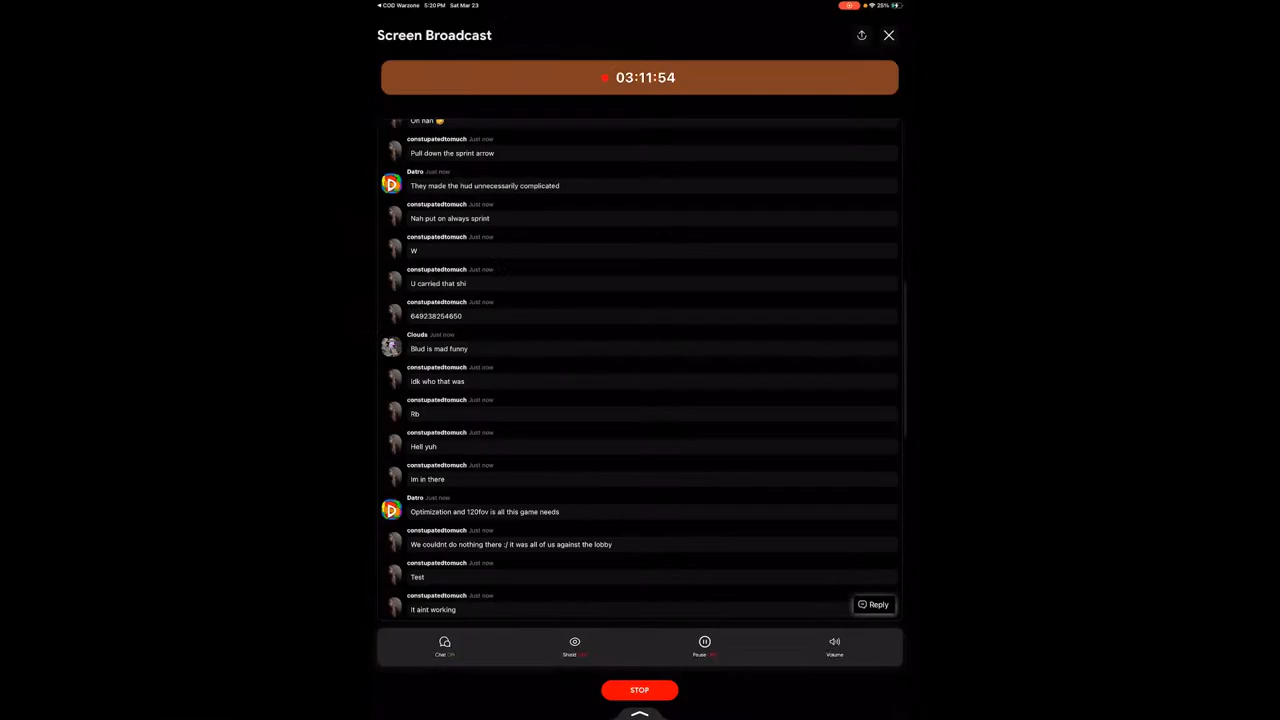 COD Warzone 5:20 PM Sat Mar 23
25%
Screen Broadcast
03:11:54
Oh nah
constupatedtomuch Just now
Pull down the sprint arrow
Datro Just now
They made the hud unnecessarily complicated
constupatedtomuch Just now
Nah put on always sprint
constupatedtomuch Just now
W
constupatedtomuch Just now
U carried that shi
constupatedtomuch Just now
649238254650
Clouds Just now
Blud is mad funny
constupatedtomuch Just now
Idk who that was
constupatedtomuch Just now
Rb
constupatedtomuch Just now
Hell yuh
constupatedtomuch Just now
Im in there
Datro Just now
Optimization and 120fov is all this game needs
constupatedtomuch Just now
We couldnt do nothing there :/ it was all of us against the lobby
constupatedtomuch Just now
Test
constupatedtomuch Just now
It aint working
Reply
Chat
Shield
Pause
Volume
STOP